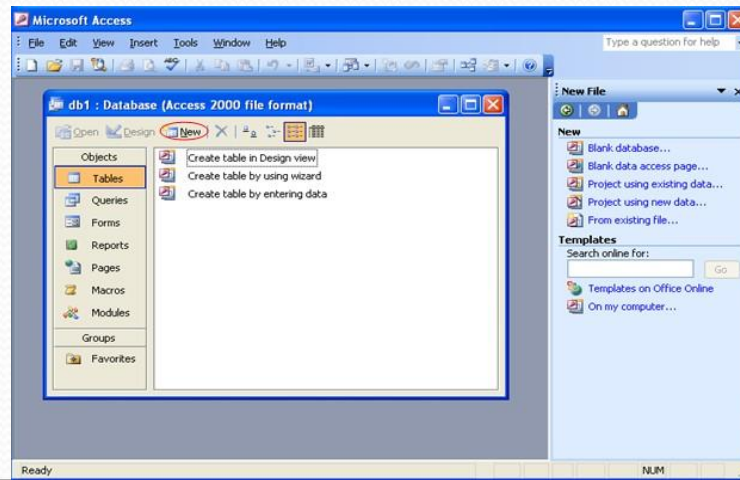 Microsoft Access
File Edit View Insert Tools Window Help
Type a question for help
db1 : Database (Access 2000 file format)
Open Design New
Objects
Tables
Queries
Forms
Reports
Pages
Macros
Modules
Groups
Favorites
Create table in Design view
Create table by using wizard
Create table by entering data
New File
New
Blank database...
Blank data access page...
Project using existing data...
Project using new data...
From existing file...
Templates
Search online for:
Go
Templates on Office Online
On my computer...
Ready
NUM